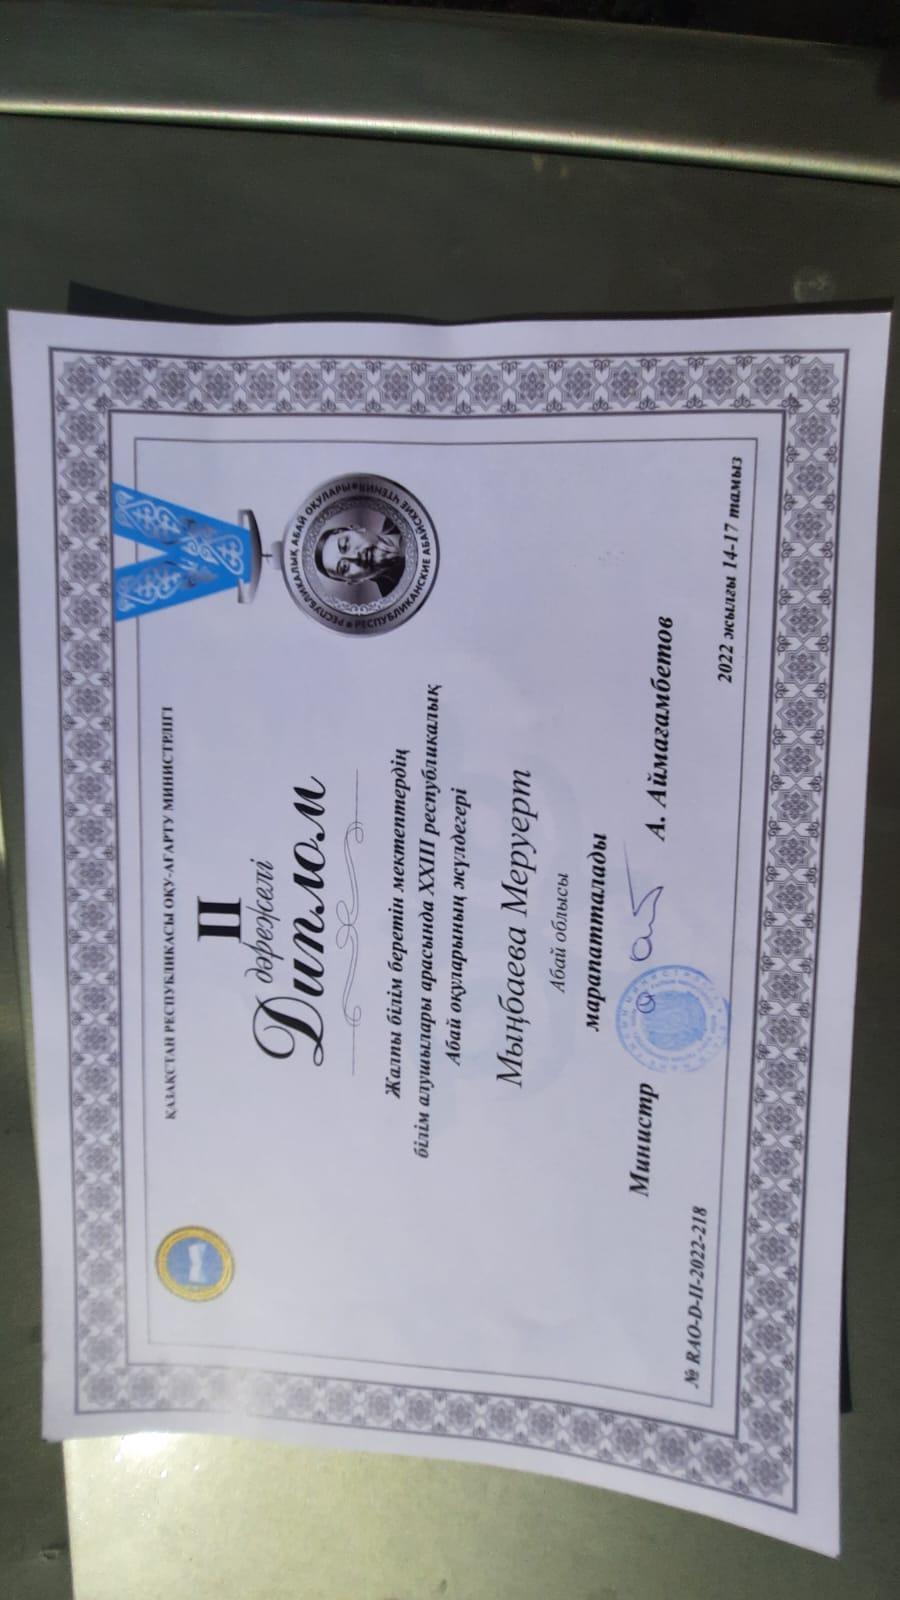 ҚАЗАҚСТАН РЕСПУБЛИКАСЫ ОҚУ-АҒАРТУ МИНИСТРЛІГІ
II
дәрежелі
Диплом
РЕСПУБЛИКАЛЫҚ АБАЙ ОҚУЛАРЫ
РЕСПУБЛИКАНСКИЕ АБАЙСКИЕ ЧТЕНИЯ
Жалпы білім беретін мектептердің
білім алушылары арасында XXIII республикалық
Абай оқуларының жүлдегері
Мыңбаева Меруерт
Абай облысы
марапатталады
Министр А. Аймағамбетов
№ RAO-D-II-2022-218
2022 жылғы 14-17 тамыз